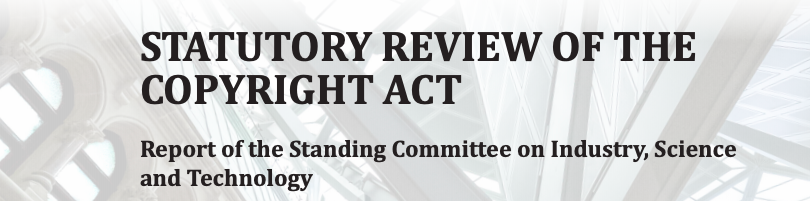 STATUTORY REVIEW OF THE
COPYRIGHT ACT
Report of the Standing Committee on Industry, Science
and Technology